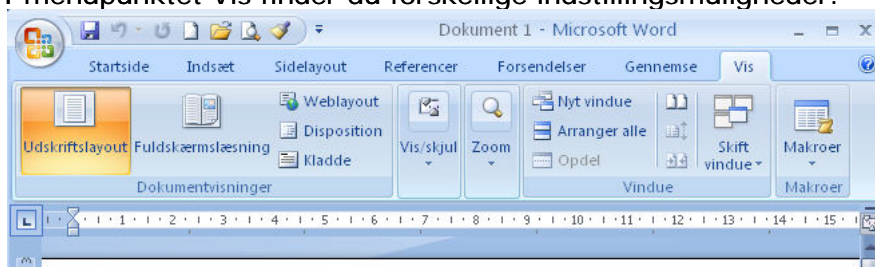 I menupunktet Vis finder du forskellige indstillingsmuligheder:
Dokument 1 - Microsoft Word
Startside Indsæt Sidelayout Referencer Forsendelser Gennemse Vis
Udskriftslayout
Fuldskærmslæsning
Weblayout
Disposition
Kladde
Dokumentvisninger
Vis/skjul
Zoom
Nyt vindue
Arranger alle
Opdel
Skift
vindue
Vindue
Makroer
Makroer
L 1 2 3 4 5 6 7 8 9 10 11 12 13 14 15